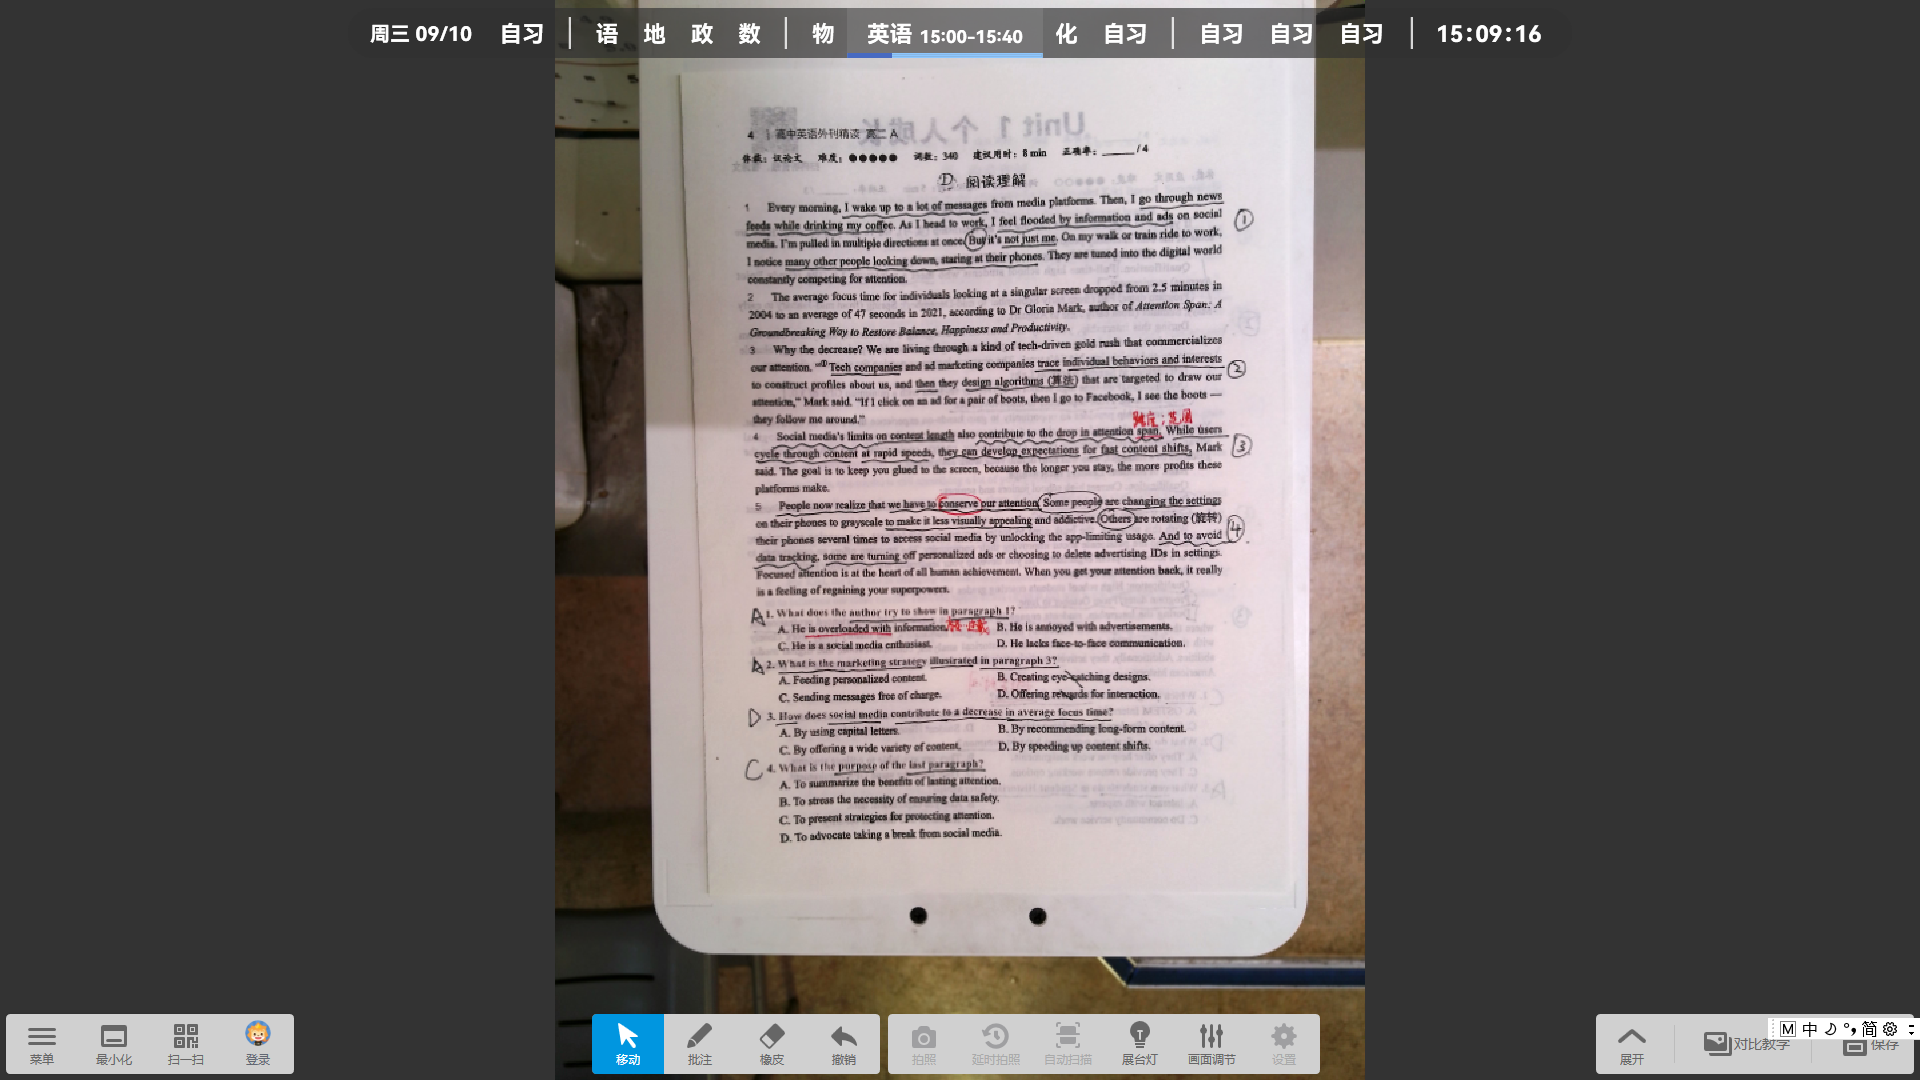 周三 09/10 自习 语 地 政 数 物 英语 15:00-15:40 化 自习 自习 自习 自习 15:09:16
Unit 1 个人成长
4 高中英语外刊精读 高二 A
体裁：议论文 难度：●●●●● 词数：340 建议用时：8 min 正确率：_____ / 4
D 阅读理解
1 Every morning, I wake up to a lot of messages from media platforms. Then, I go through news
feeds while drinking my coffee. As I head to work, I feel flooded by information and ads on social ①
media. I'm pulled in multiple directions at once. But it's not just me. On my walk or train ride to work,
I notice many other people looking down, staring at their phones. They are tuned into the digital world
constantly competing for attention.
2 The average focus time for individuals looking at a singular screen dropped from 2.5 minutes in
2004 to an average of 47 seconds in 2021, according to Dr Gloria Mark, author of Attention Span: A
Groundbreaking Way to Restore Balance, Happiness and Productivity.
3 Why the decrease? We are living through a kind of tech-driven gold rush that commercializes
our attention. "① Tech companies and ad marketing companies trace individual behaviors and interests ②
to construct profiles about us, and then they design algorithms (算法) that are targeted to draw our
attention," Mark said. "If I click on an ad for a pair of boots, then I go to Facebook, I see the boots —
they follow me around."
4 Social media's limits on content length also contribute to the drop in attention span. While users
cycle through content at rapid speeds, they can develop expectations for fast content shifts, Mark ③
said. The goal is to keep you glued to the screen, because the longer you stay, the more profits these
platforms make.
5 People now realize that we have to conserve our attention. Some people are changing the settings
on their phones to grayscale to make it less visually appealing and addictive. Others are rotating (旋转) ④
their phones several times to access social media by unlocking the app-limiting usage. And to avoid
data tracking, some are turning off personalized ads or choosing to delete advertising IDs in settings.
Focused attention is at the heart of all human achievement. When you get your attention back, it really
is a feeling of regaining your superpowers.
A 1. What does the author try to show in paragraph 1?
A. He is overloaded with information. B. He is annoyed with advertisements.
C. He is a social media enthusiast. D. He lacks face-to-face communication.
A 2. What is the marketing strategy illustrated in paragraph 3?
A. Feeding personalized content. B. Creating eye-catching designs.
C. Sending messages free of charge. D. Offering rewards for interaction.
D 3. How does social media contribute to a decrease in average focus time?
A. By using capital letters. B. By recommending long-form content.
C. By offering a wide variety of content. D. By speeding up content shifts.
C 4. What is the purpose of the last paragraph?
A. To summarize the benefits of lasting attention.
B. To stress the necessity of ensuring data safety.
C. To present strategies for protecting attention.
D. To advocate taking a break from social media.
M 中 简
菜单 最小化 扫一扫 登录 移动 批注 橡皮 撤销 拍照 延时拍照 自动扫描 展台灯 画面调节 设置 展开 对比教学 保存